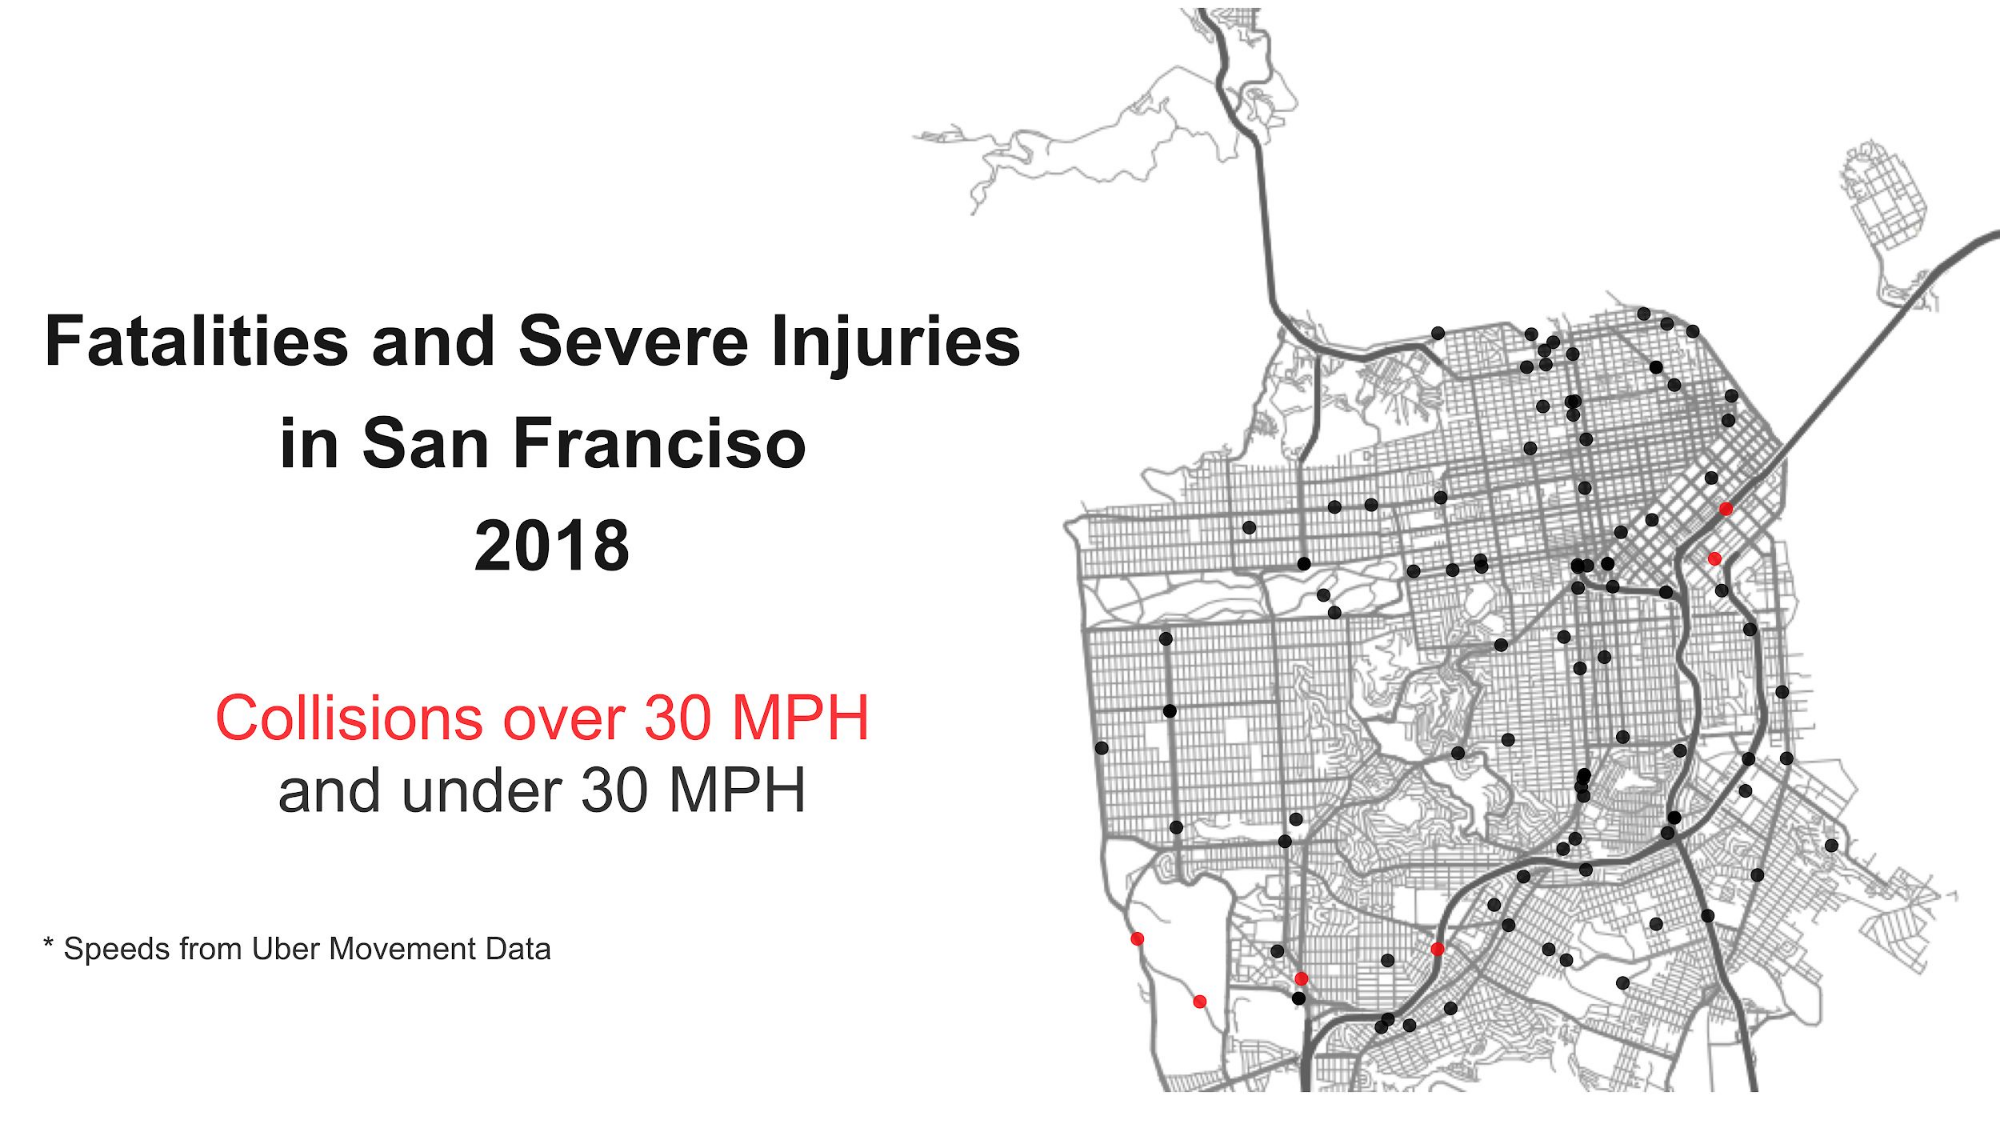 Fatalities and Severe Injuries
in San Franciso
2018
Collisions over 30 MPH
and under 30 MPH
* Speeds from Uber Movement Data